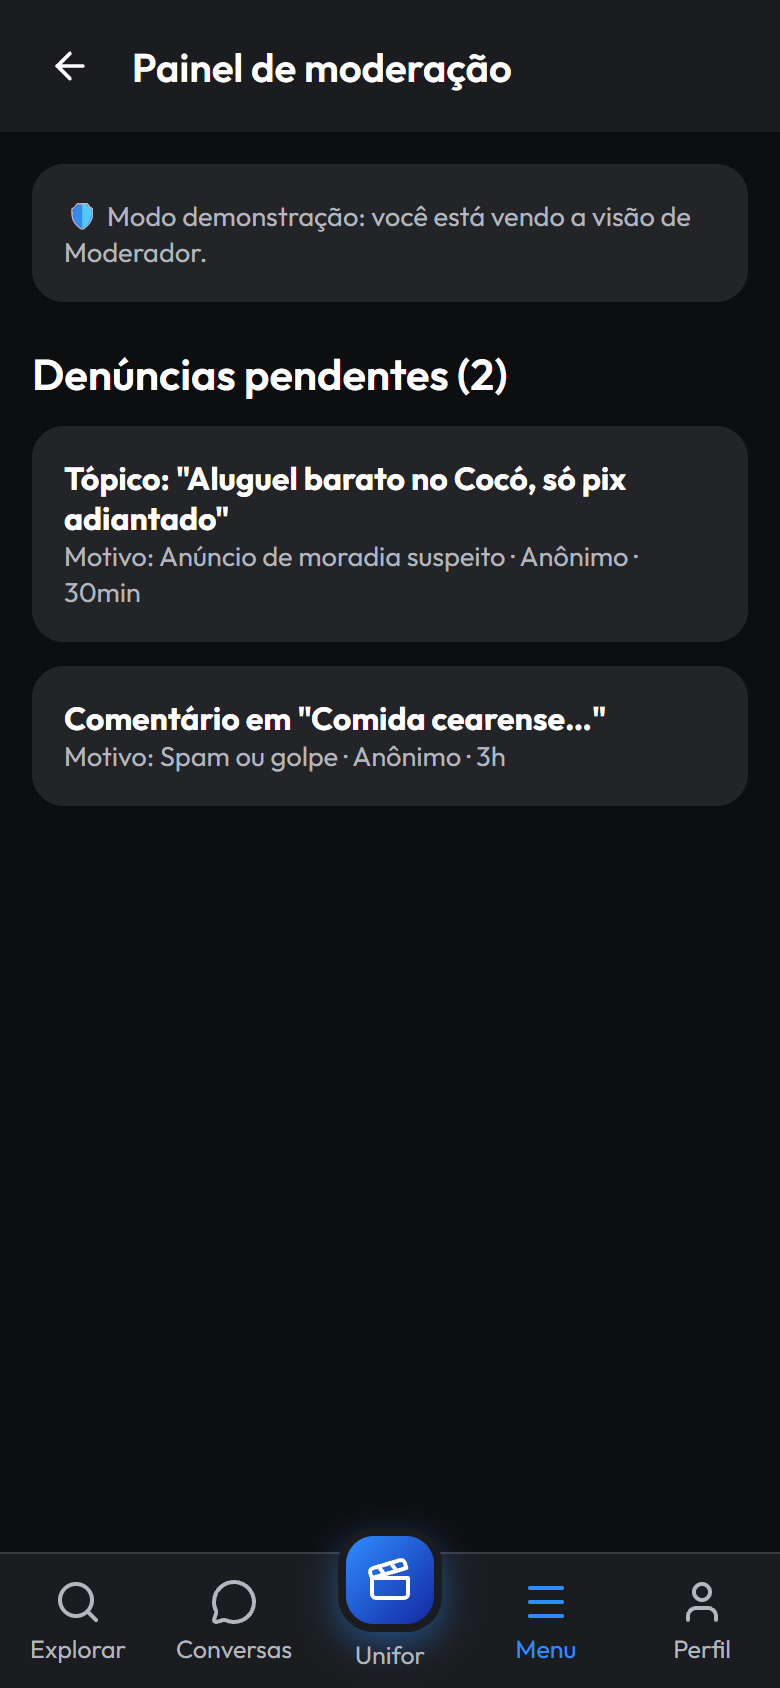 Painel de moderação
Modo demonstração: você está vendo a visão de
Moderador.
Denúncias pendentes (2)
Tópico: "Aluguel barato no Cocó, só pix
adiantado"
Motivo: Anúncio de moradia suspeito · Anônimo ·
30min
Comentário em "Comida cearense..."
Motivo: Spam ou golpe · Anônimo · 3h
Explorar
Conversas
Unifor
Menu
Perfil